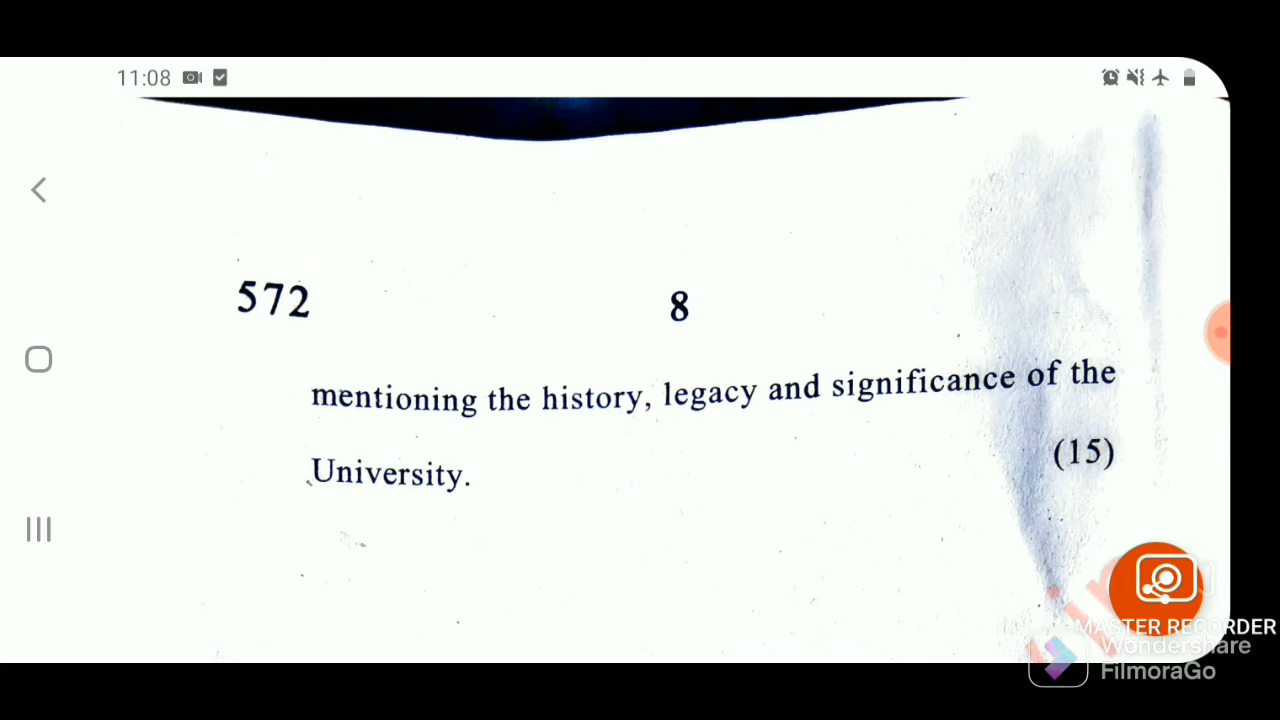 11:08
572 8
mentioning the history, legacy and significance of the
University. (15)
MASTER RECORDER
Wondershare
FilmoraGo